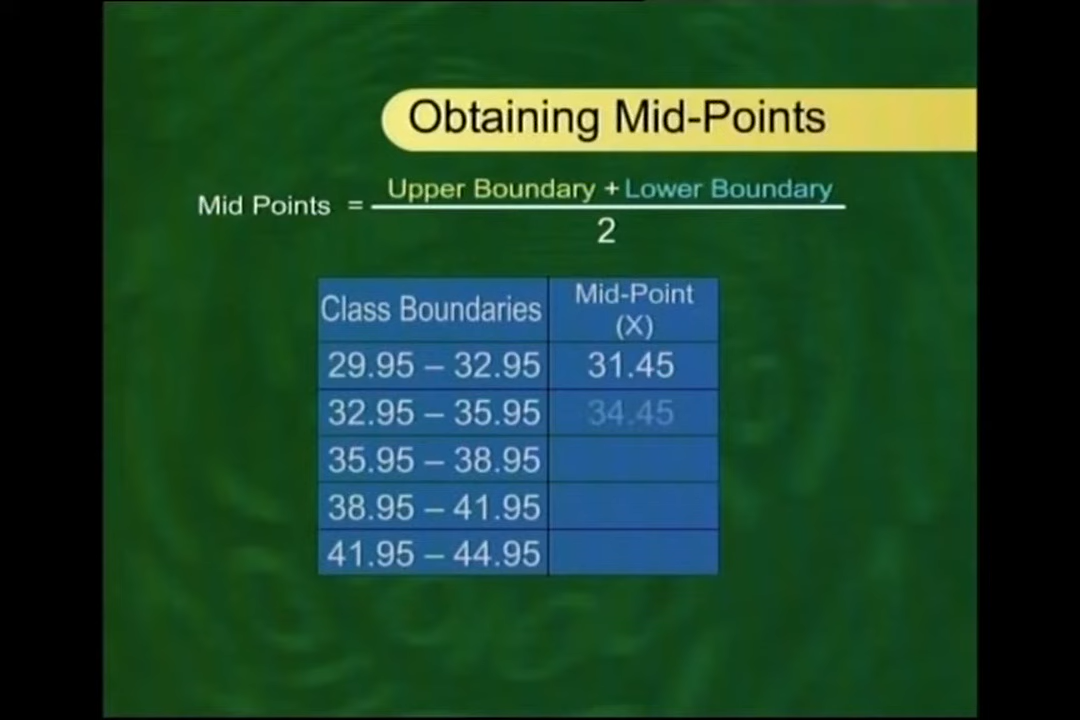 Obtaining Mid-Points
Mid Points = Upper Boundary + Lower Boundary
2
Class Boundaries Mid-Point (X)
29.95 – 32.95 31.45
32.95 – 35.95 34.45
35.95 – 38.95
38.95 – 41.95
41.95 – 44.95